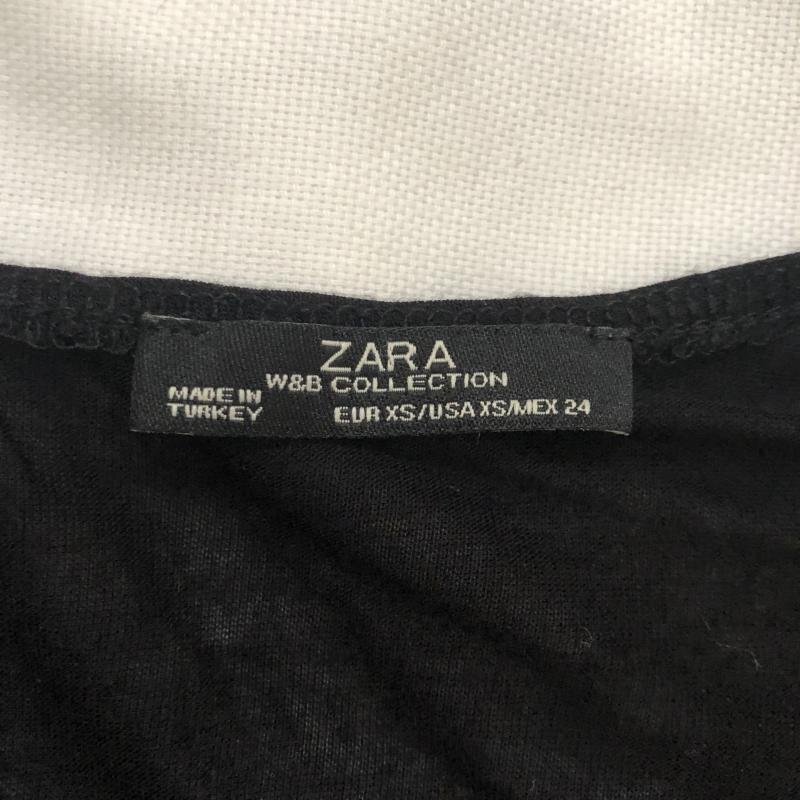 ZARA
W&B COLLECTION
MADE IN
TURKEY
EUR XS/USA XS/MEX 24